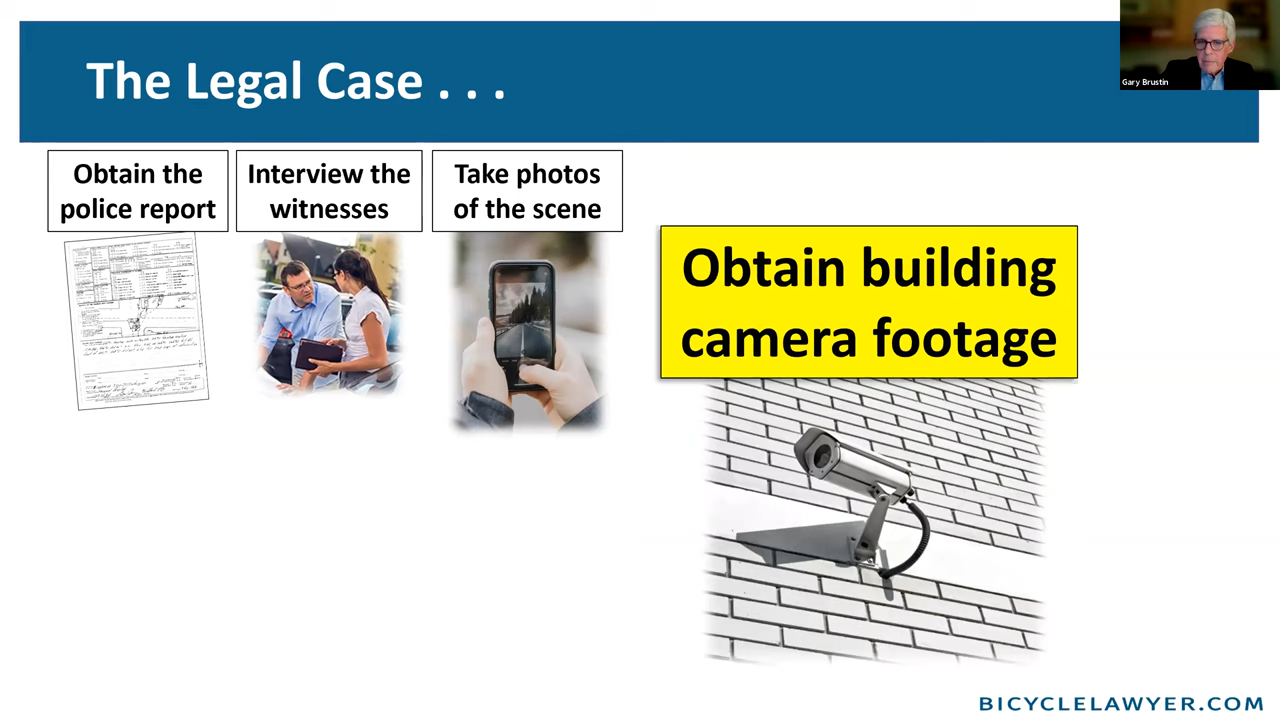 The Legal Case . . .
Gary Brustin
Obtain the
police report
Interview the
witnesses
Take photos
of the scene
Obtain building
camera footage
BICYCLELAWYER.COM